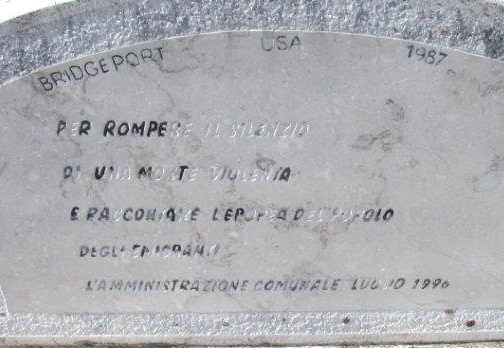 BRIDGEPORT USA 1987
PER ROMPERE IL SILENZIO
DI UNA MORTE VIOLENTA
E RACCONTARE L'EPOPEA DEL POPOLO
DEGLI EMIGRANTI
L'AMMINISTRAZIONE COMUNALE LUGLIO 1996